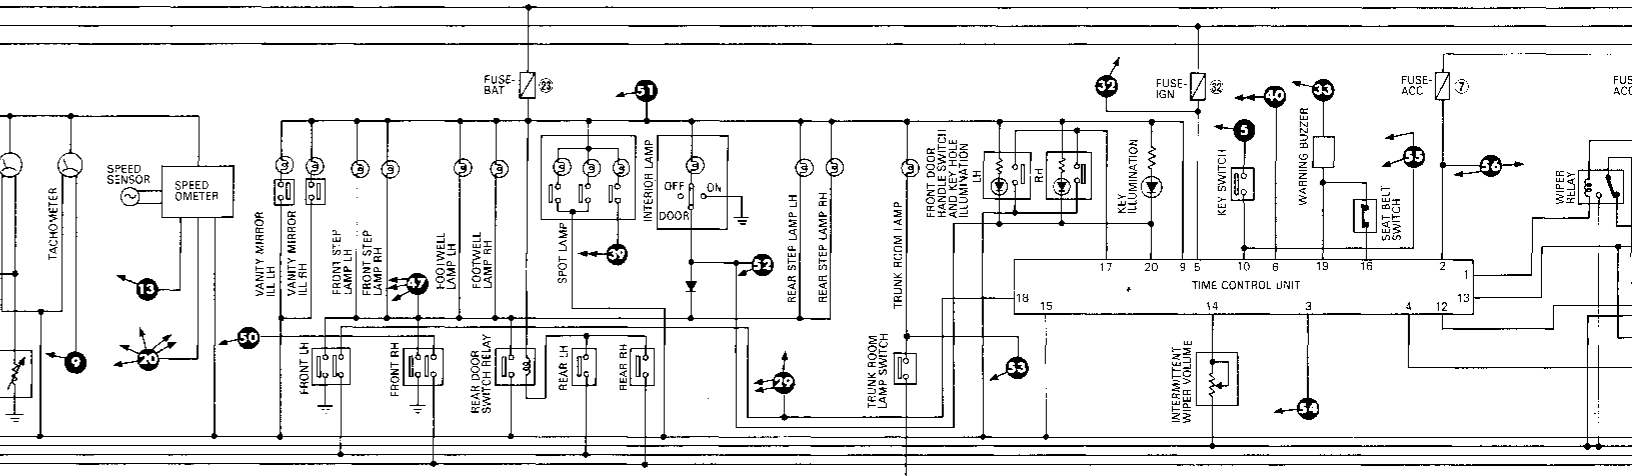 FUSE-
BAT
23
51
32
FUSE-
IGN
32
40
33
FUSE-
ACC
7
FUS
ACC
SPEED
SENSOR
SPEED
OMETER
TACHOMETER
VANITY MIRROR
ILL LH
VANITY MIRROR
ILL RH
FRONT STEP
LAMP LH
FRONT STEP
LAMP RH
FOOTWELL
LAMP LH
FOOTWELL
LAMP RH
SPOT LAMP
INTERIOR LAMP
OFF
ON
DOOR
REAR STEP LAMP LH
REAR STEP LAMP RH
TRUNK ROOM LAMP
FRONT DOOR
HANDLE SWITCH
AND KEY HOLE
ILLUMINATION
LH
RH
KEY
ILLUMINATION
5
KEY SWITCH
WARNING BUZZER
55
SEAT BELT
SWITCH
56
WIPER
RELAY
39
52
13
47
17
20
9
5
10
6
19
16
2
1
TIME CONTROL UNIT
18
15
14
3
4
12
13
50
20
9
FRONT LH
FRONT RH
REAR DOOR
SWITCH RELAY
REAR LH
REAR RH
29
TRUNK ROOM
LAMP SWITCH
53
INTERMITTENT
WIPER VOLUME
54